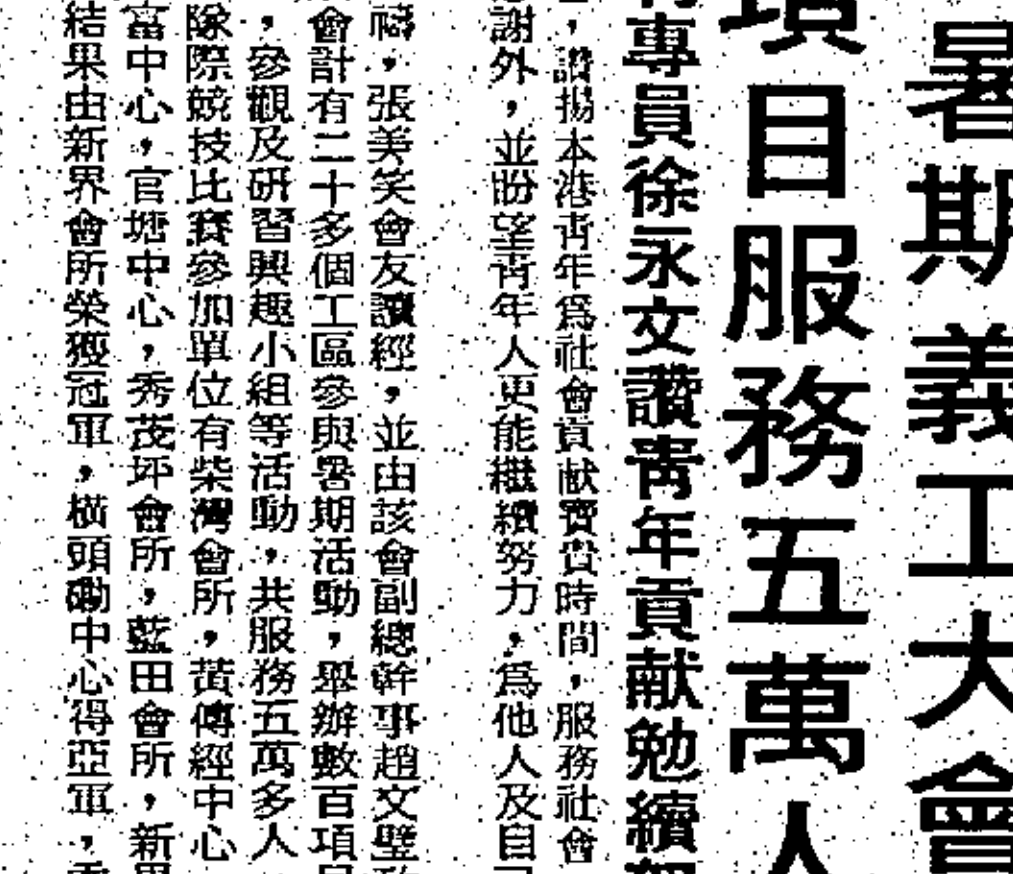 暑期義工大會
項目服務五萬人
專員徐永文讚青年貢献勉續
，讚揚本港青年爲社會貢献寶貴時間，服務社會
謝外，並盼望青年人更能繼續努力，爲他人及自
禱，張美笑會友讀經，並由該會副總幹事趙文璧
會計有二十多個工區參與暑期活動，舉辦數百項
，參觀及研習興趣小組等活動，共服務五萬多人
隊際競技比賽參加單位有柴灣會所，黃傅經中心
富中心，官塘中心，秀茂坪會所，藍田會所，新
結果由新界會所榮獲冠軍，橫頭磡中心得亞軍，